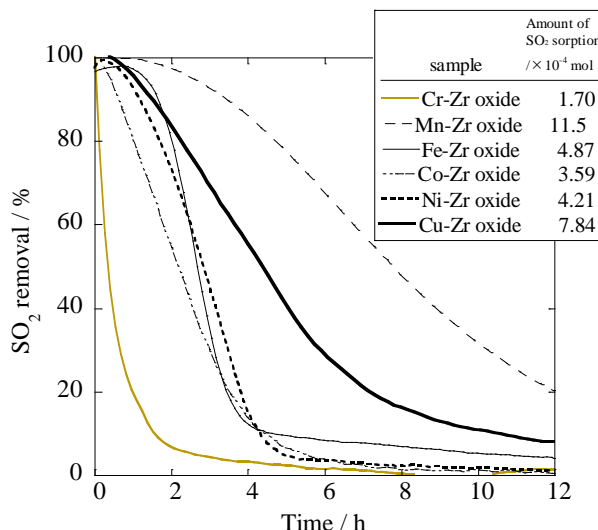 Amount of
SO₂ sorption
sample /×10⁻⁴ mol
Cr-Zr oxide 1.70
Mn-Zr oxide 11.5
Fe-Zr oxide 4.87
Co-Zr oxide 3.59
Ni-Zr oxide 4.21
Cu-Zr oxide 7.84
SO₂ removal / %
100
80
60
40
20
0
0 2 4 6 8 10 12
Time / h